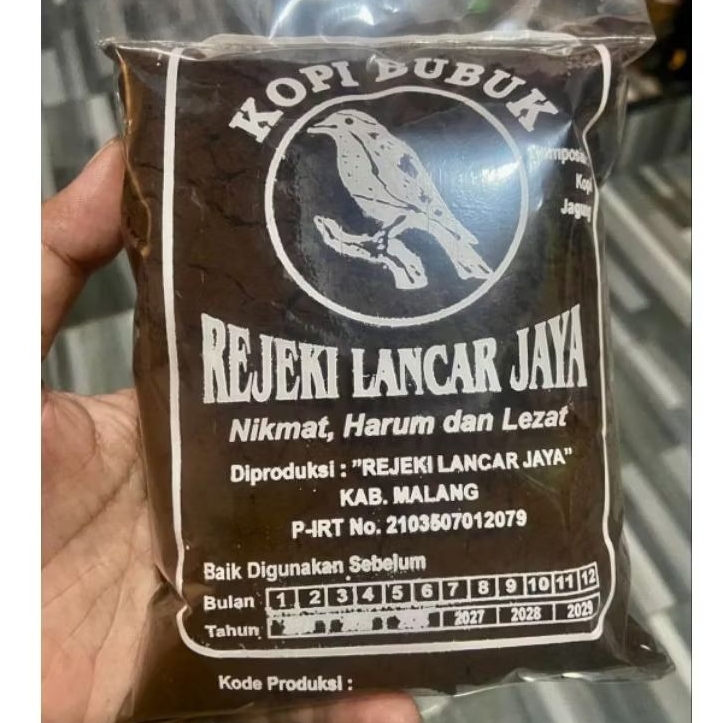 KOPI BUBUK
Komposisi
Kopi
Jagung
REJEKI LANCAR JAYA
Nikmat, Harum dan Lezat
Diproduksi : "REJEKI LANCAR JAYA"
KAB. MALANG
P-IRT No. 2103507012079
Baik Digunakan Sebelum
Bulan 1 2 3 4 5 6 7 8 9 10 11 12
Tahun 2027 2028 2029
Kode Produksi :